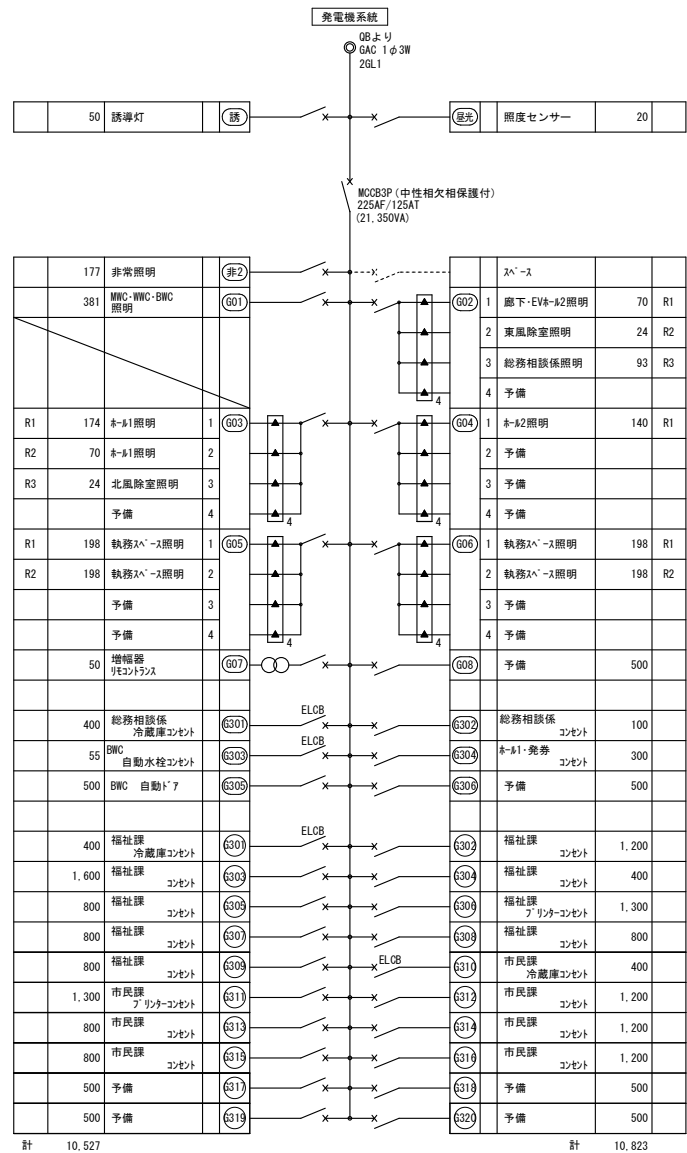 発電機系統
QBより
GAC 1φ3W
2GL1
50 誘導灯 誘 昼光 照度センサー 20
MCCB3P(中性相欠相保護付)
225AF/125AT
(21,350VA)
177 非常照明 非2 スペース
381 MWC・WWC・BWC
照明 G01 G02 1 廊下・EVホール2照明 70 R1
2 東風除室照明 24 R2
3 総務相談係照明 93 R3
4 予備
4
R1 174 ホール1照明 1 G03 G04 1 ホール2照明 140 R1
R2 70 ホール1照明 2 2 予備
R3 24 北風除室照明 3 3 予備
予備 4 4 予備
4 4
R1 198 執務スペース照明 1 G05 G06 1 執務スペース照明 198 R1
R2 198 執務スペース照明 2 2 執務スペース照明 198 R2
予備 3 3 予備
予備 4 4 予備
4 4
50 増幅器
リモコントランス G07 G08 予備 500
400 総務相談係
冷蔵庫コンセント G301 ELCB G302 総務相談係
コンセント 100
55 BWC
自動水栓コンセント G303 ELCB G304 ホール1・発券
コンセント 300
500 BWC 自動ドア G305 G306 予備 500
400 福祉課
冷蔵庫コンセント G301 ELCB G302 福祉課
コンセント 1,200
1,600 福祉課
コンセント G303 G304 福祉課
コンセント 400
800 福祉課
コンセント G305 G306 福祉課
プリンターコンセント 1,300
800 福祉課
コンセント G307 G308 福祉課
コンセント 800
800 福祉課
コンセント G309 ELCB G310 市民課
冷蔵庫コンセント 400
1,300 市民課
プリンターコンセント G311 G312 市民課
コンセント 1,200
800 市民課
コンセント G313 G314 市民課
コンセント 1,200
800 市民課
コンセント G315 G316 市民課
コンセント 1,200
500 予備 G317 G318 予備 500
500 予備 G319 G320 予備 500
計 10,527 計 10,823